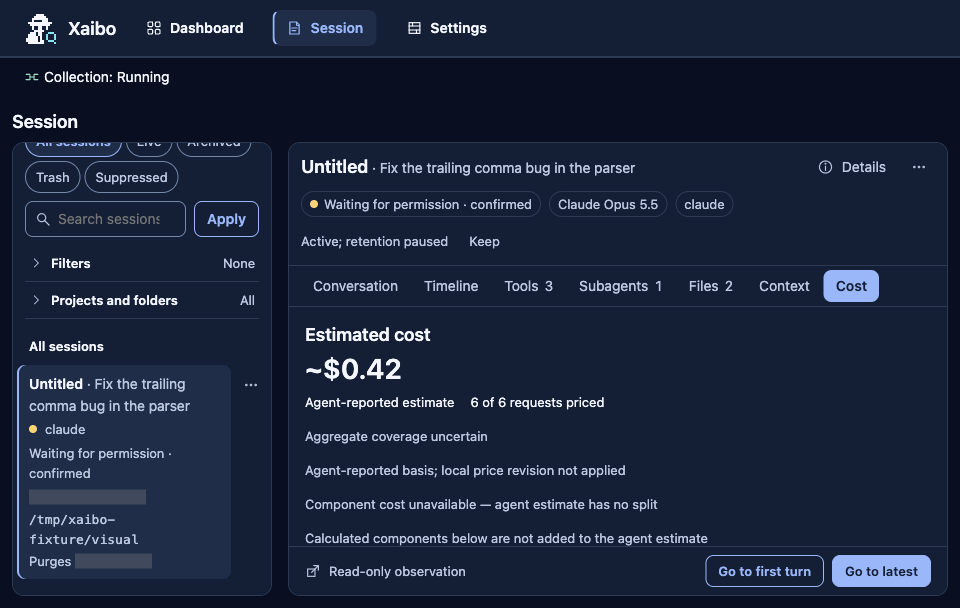 Xaibo
Dashboard
Session
Settings
Collection: Running
Session
All sessions
Live
Archived
Trash
Suppressed
Search sessions
Apply
Filters None
Projects and folders All
All sessions
Untitled · Fix the trailing
comma bug in the parser
claude
Waiting for permission ·
confirmed
/tmp/xaibo-
fixture/visual
Purges
Untitled · Fix the trailing comma bug in the parser
Details
Waiting for permission · confirmed
Claude Opus 5.5
claude
Active; retention paused Keep
Conversation Timeline Tools 3 Subagents 1 Files 2 Context Cost
Estimated cost
~$0.42
Agent-reported estimate 6 of 6 requests priced
Aggregate coverage uncertain
Agent-reported basis; local price revision not applied
Component cost unavailable — agent estimate has no split
Calculated components below are not added to the agent estimate
Read-only observation
Go to first turn
Go to latest